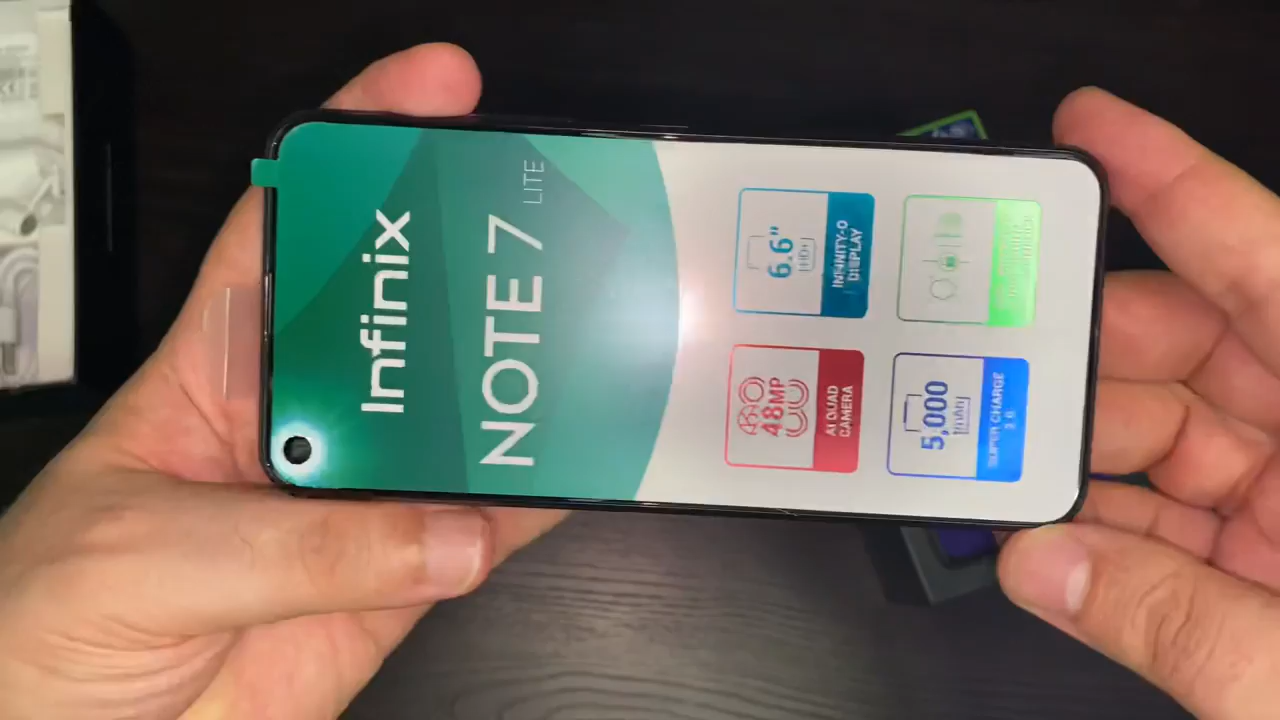 Infinix
NOTE 7 LITE
6.6"
HD+
INFINITY-O
DISPLAY
48MP
AI QUAD
CAMERA
5,000
mAh
SUPER CHARGE
2.0